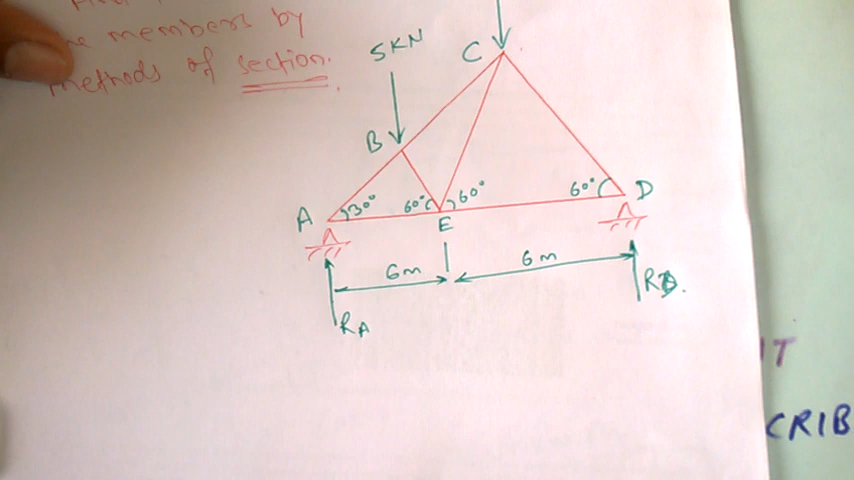 members by
methods of section.
5KN
C
B
A 30° 60° 60° 60° D
E
6m 6m
RA
RD.
IT
CRIB